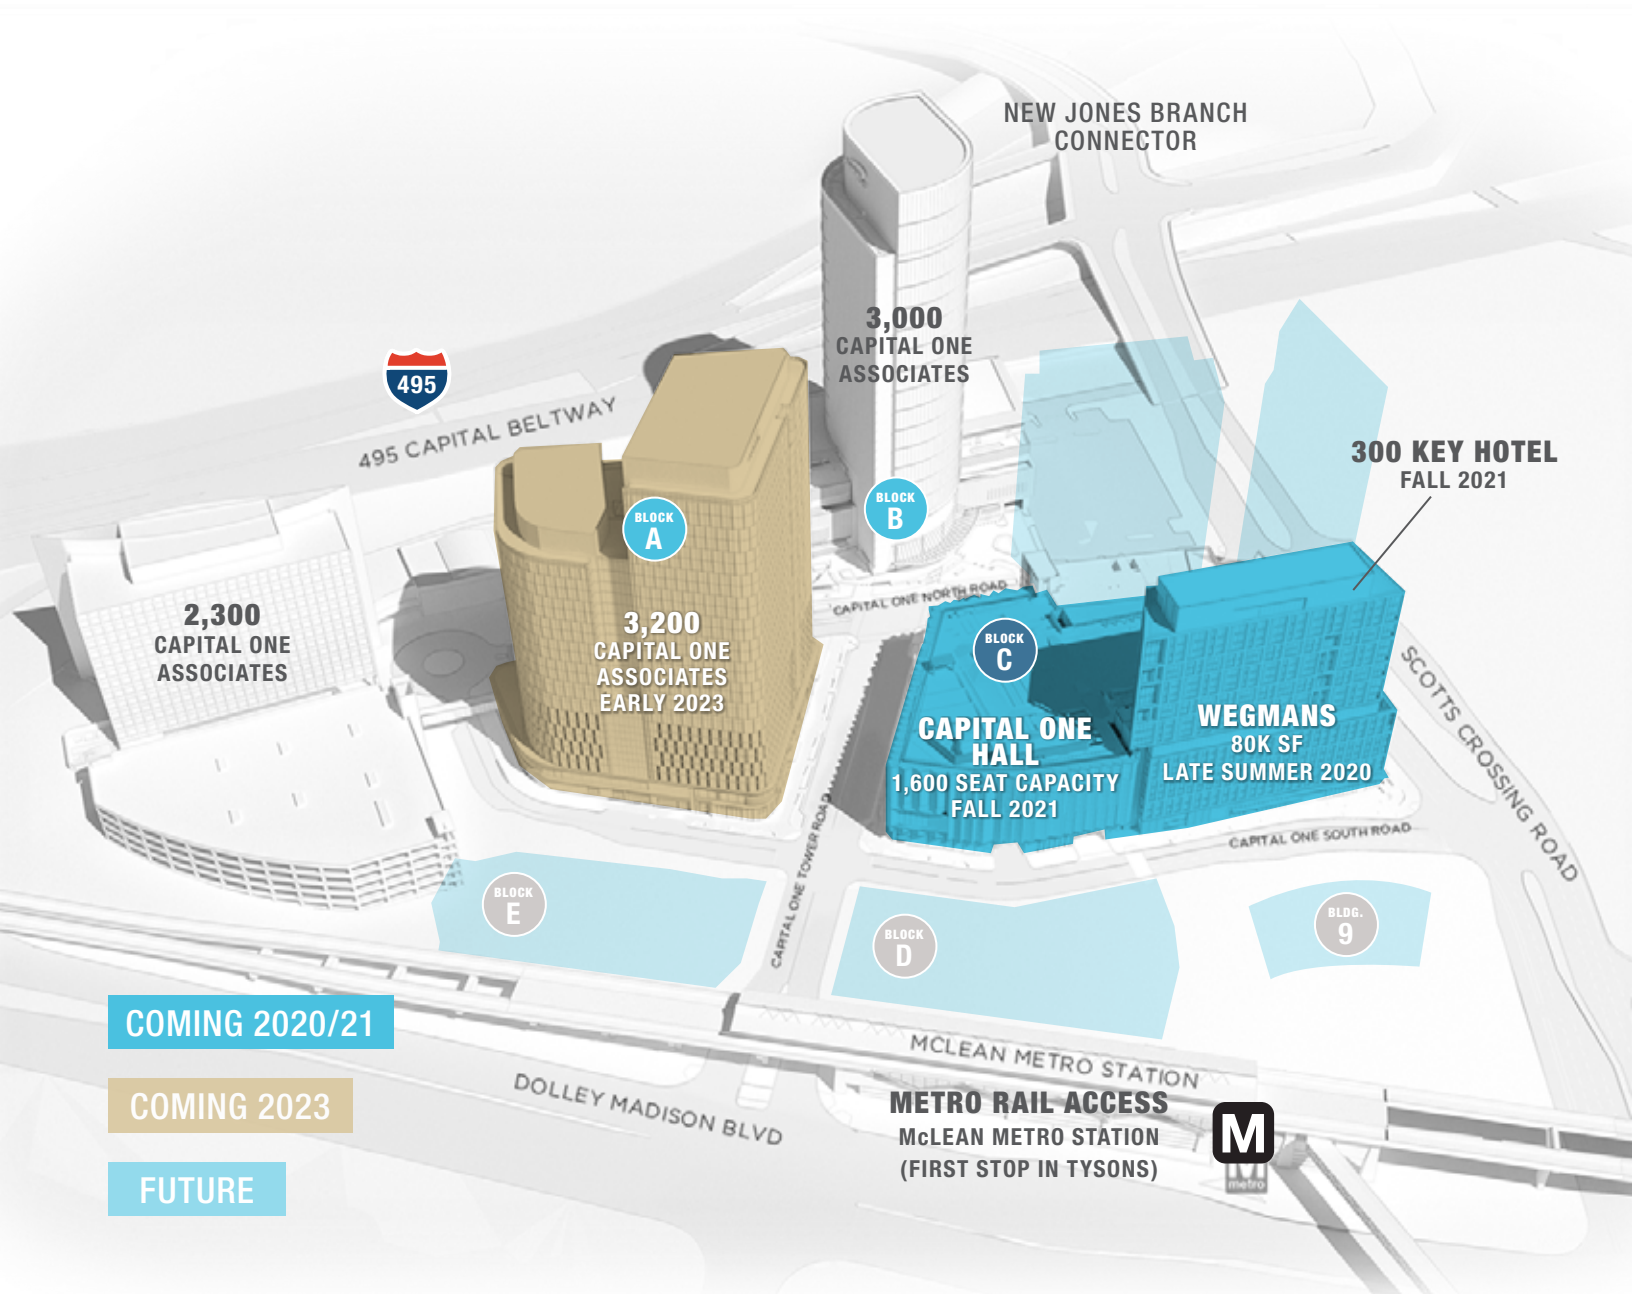 NEW JONES BRANCH
CONNECTOR
3,000
CAPITAL ONE
ASSOCIATES
495
495 CAPITAL BELTWAY
300 KEY HOTEL
FALL 2021
BLOCK
A
BLOCK
B
2,300
CAPITAL ONE
ASSOCIATES
3,200
CAPITAL ONE
ASSOCIATES
EARLY 2023
CAPITAL ONE NORTH ROAD
BLOCK
C
CAPITAL ONE
HALL
1,600 SEAT CAPACITY
FALL 2021
WEGMANS
80K SF
LATE SUMMER 2020
SCOTTS CROSSING ROAD
CAPITAL ONE SOUTH ROAD
CAPITAL ONE TOWER ROAD
BLOCK
E
BLOCK
D
BLDG.
9
COMING 2020/21
COMING 2023
FUTURE
DOLLEY MADISON BLVD
MCLEAN METRO STATION
METRO RAIL ACCESS
McLEAN METRO STATION
(FIRST STOP IN TYSONS)
M
metro